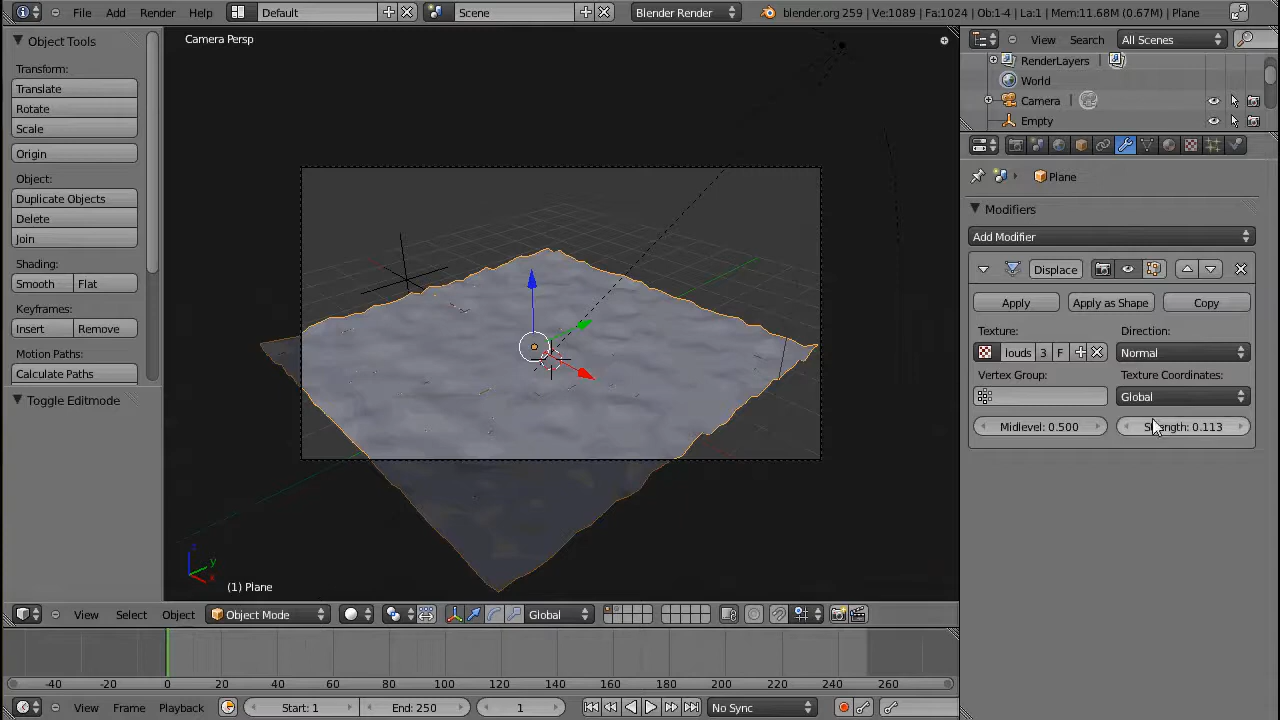 File Add Render Help Default Scene Blender Render blender.org 259 | Ve:1089 | Fa:1024 | Ob:1-4 | La:1 | Mem:11.68M (0.67M) | Plane
Object Tools
Transform:
Translate
Rotate
Scale
Origin
Object:
Duplicate Objects
Delete
Join
Shading:
Smooth Flat
Keyframes:
Insert Remove
Motion Paths:
Calculate Paths
Toggle Editmode
Camera Persp
z
y
x
(1) Plane
View Select Object Object Mode Global
View Search All Scenes
RenderLayers |
World
Camera |
Empty
Plane
Modifiers
Add Modifier
Displace
Apply Apply as Shape Copy
Texture: Direction:
louds 3 F Normal
Vertex Group: Texture Coordinates:
Global
Midlevel: 0.500 Strength: 0.113
-40 -20 0 20 40 60 80 100 120 140 160 180 200 220 240 260
View Frame Playback Start: 1 End: 250 1 No Sync